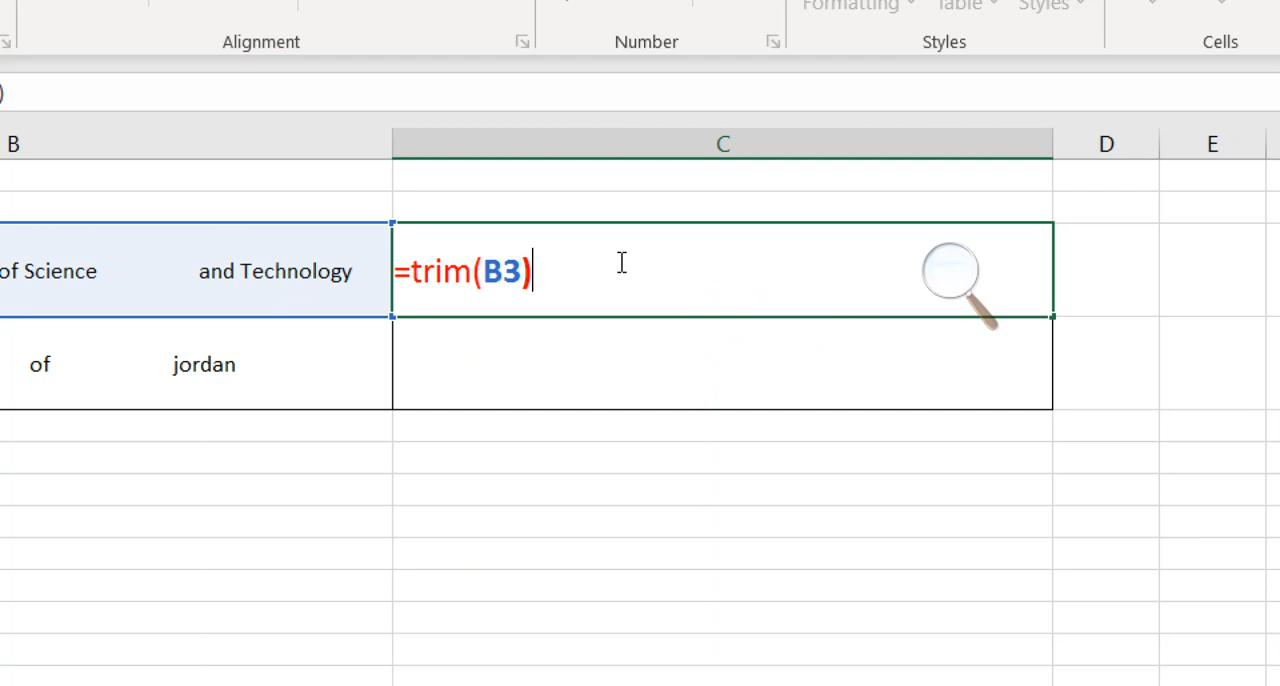 Formatting Table Styles
Alignment Number Styles Cells
)
B C D E
of Science and Technology =trim(B3)
of jordan